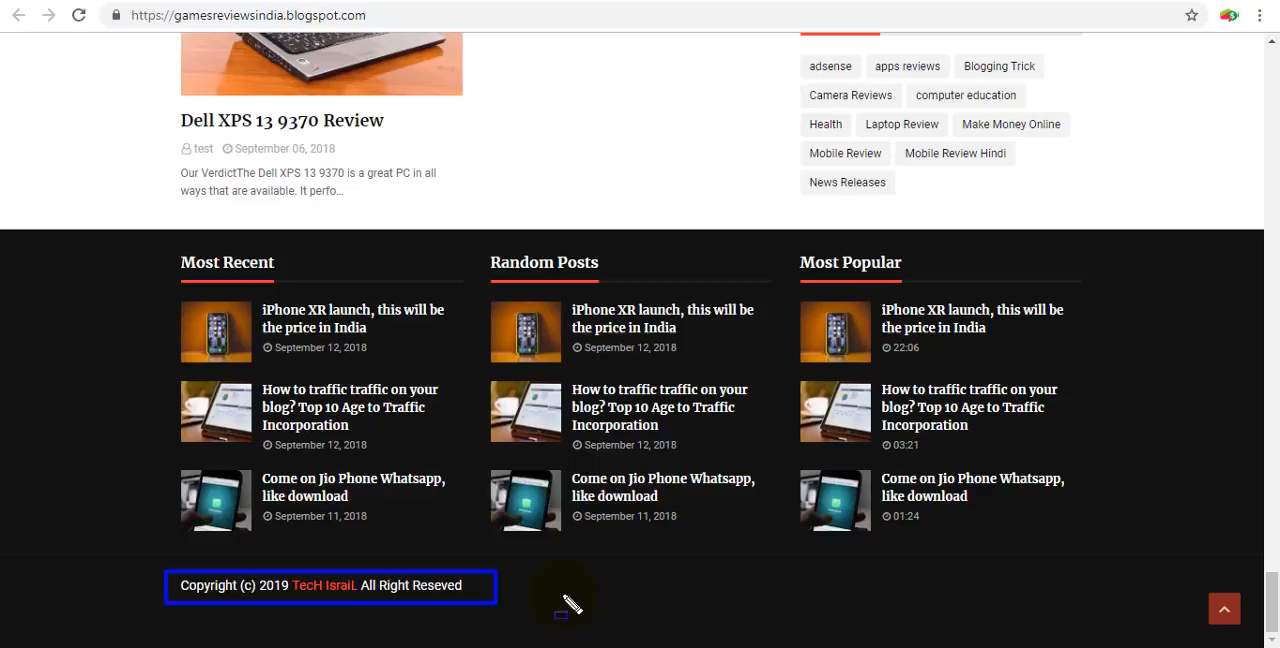 https://gamesreviewsindia.blogspot.com
Dell XPS 13 9370 Review
test September 06, 2018
Our VerdictThe Dell XPS 13 9370 is a great PC in all
ways that are available. It perfo...
adsense apps reviews Blogging Trick
Camera Reviews computer education
Health Laptop Review Make Money Online
Mobile Review Mobile Review Hindi
News Releases
Most Recent
iPhone XR launch, this will be
the price in India
September 12, 2018
How to traffic traffic on your
blog? Top 10 Age to Traffic
Incorporation
September 12, 2018
Come on Jio Phone Whatsapp,
like download
September 11, 2018
Random Posts
iPhone XR launch, this will be
the price in India
September 12, 2018
How to traffic traffic on your
blog? Top 10 Age to Traffic
Incorporation
September 12, 2018
Come on Jio Phone Whatsapp,
like download
September 11, 2018
Most Popular
iPhone XR launch, this will be
the price in India
22:06
How to traffic traffic on your
blog? Top 10 Age to Traffic
Incorporation
03:21
Come on Jio Phone Whatsapp,
like download
01:24
Copyright (c) 2019 TecH IsraiL All Right Reseved